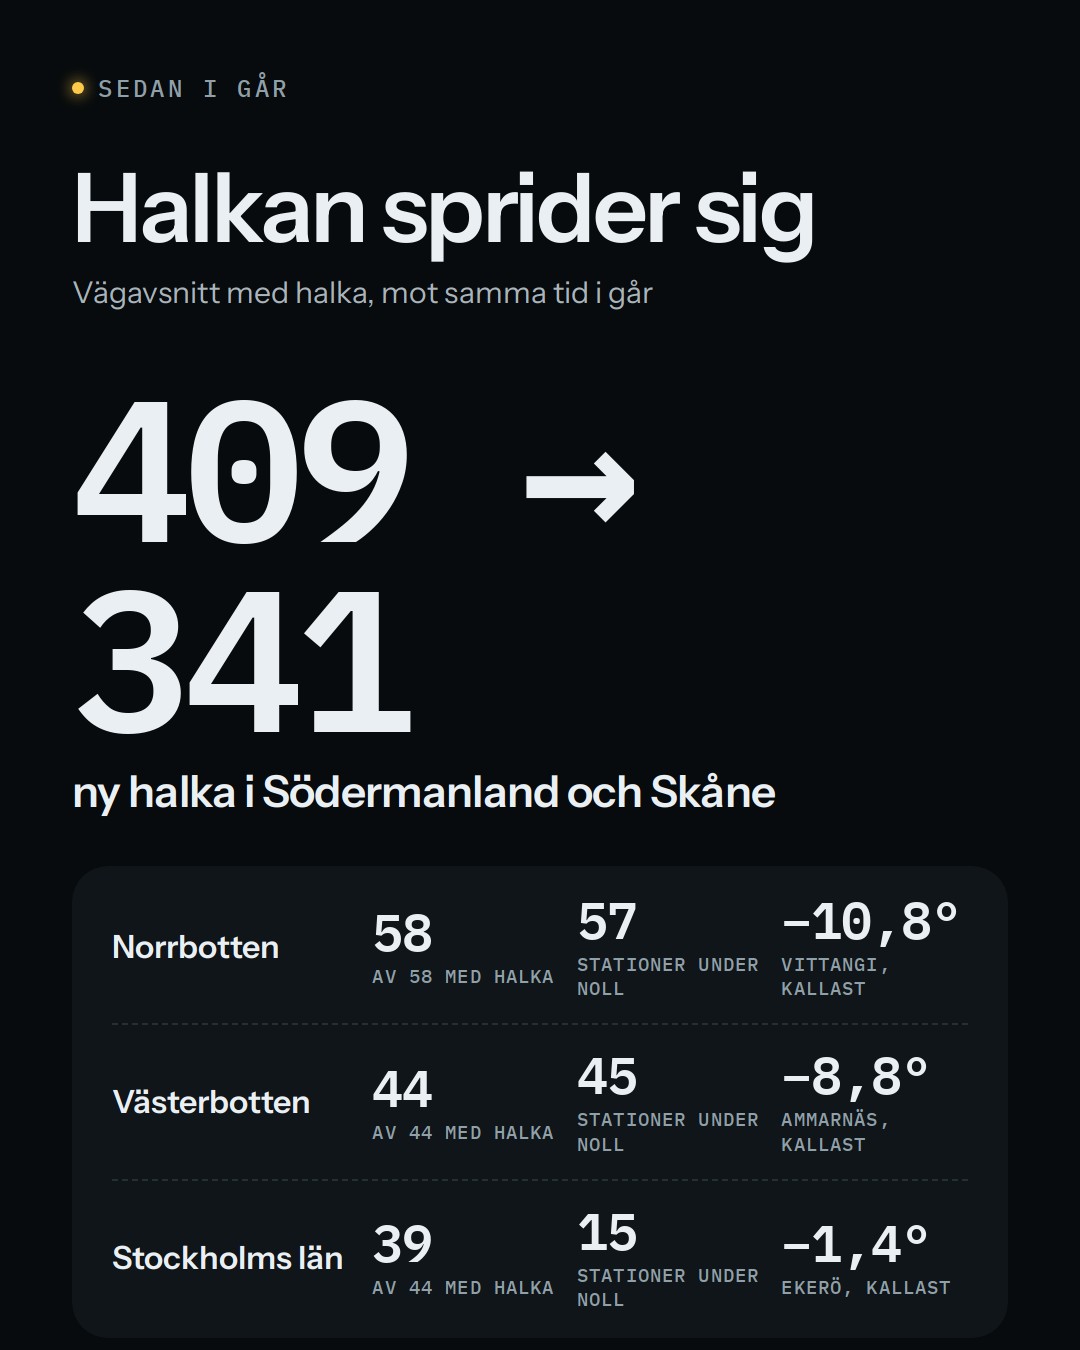 SEDAN I GÅR
Halkan sprider sig
Vägavsnitt med halka, mot samma tid i går
409 →
341
ny halka i Södermanland och Skåne
Norrbotten
58
AV 58 MED HALKA
57
STATIONER UNDER
NOLL
−10,8°
VITTANGI,
KALLAST
Västerbotten
44
AV 44 MED HALKA
45
STATIONER UNDER
NOLL
−8,8°
AMMARNÄS,
KALLAST
Stockholms län
39
AV 44 MED HALKA
15
STATIONER UNDER
NOLL
−1,4°
EKERÖ, KALLAST